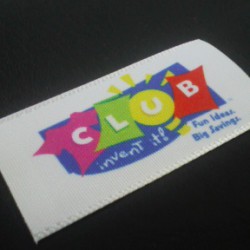 CLUB
invent it!
Fun Ideas.
Big Savings.